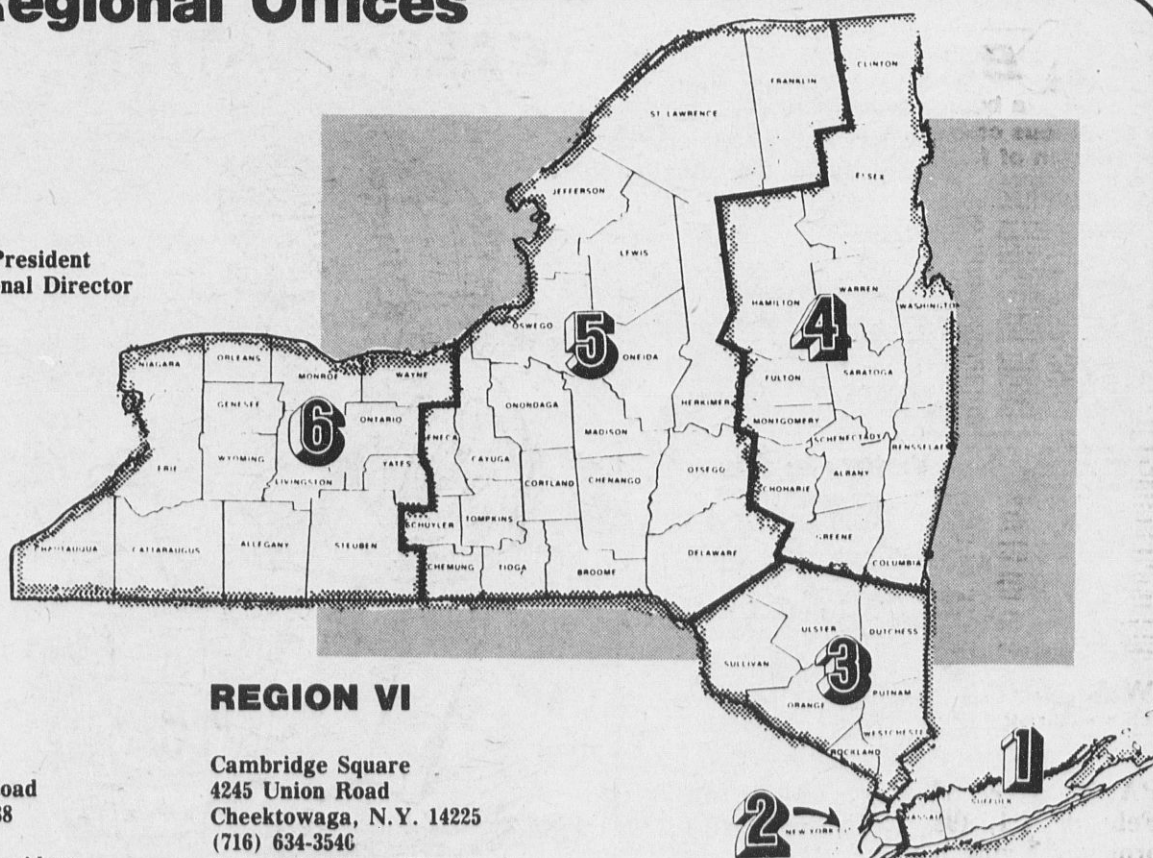 Regional Offices
President
nal Director
CLINTON
FRANKLIN
ST LAWRENCE
ESSEX
JEFFERSON
LEWIS
HAMILTON
WARREN
WASHINGTON
4
OSWEGO
5
ONEIDA
NIAGARA
ORLEANS
MONROE
WAYNE
FULTON
SARATOGA
GENESEE
6
ONTARIO
ONONDAGA
HERKIMER
MONTGOMERY
SENECA
MADISON
SCHENECTADY
RENSSELAER
ERIE
WYOMING
LIVINGSTON
YATES
CAYUGA
CORTLAND
CHENANGO
OTSEGO
ALBANY
SCHOHARIE
SCHUYLER
TOMPKINS
GREENE
CHAUTAUQUA
CATTARAUGUS
ALLEGANY
STEUBEN
CHEMUNG
TIOGA
BROOME
DELAWARE
COLUMBIA
ULSTER
DUTCHESS
SULLIVAN
3
ORANGE
PUTNAM
WESTCHESTER
ROCKLAND
1
SUFFOLK
NASSAU
2
NEW YORK
REGION VI
Cambridge Square
4245 Union Road
Cheektowaga, N.Y. 14225
(716) 634-3540
oad